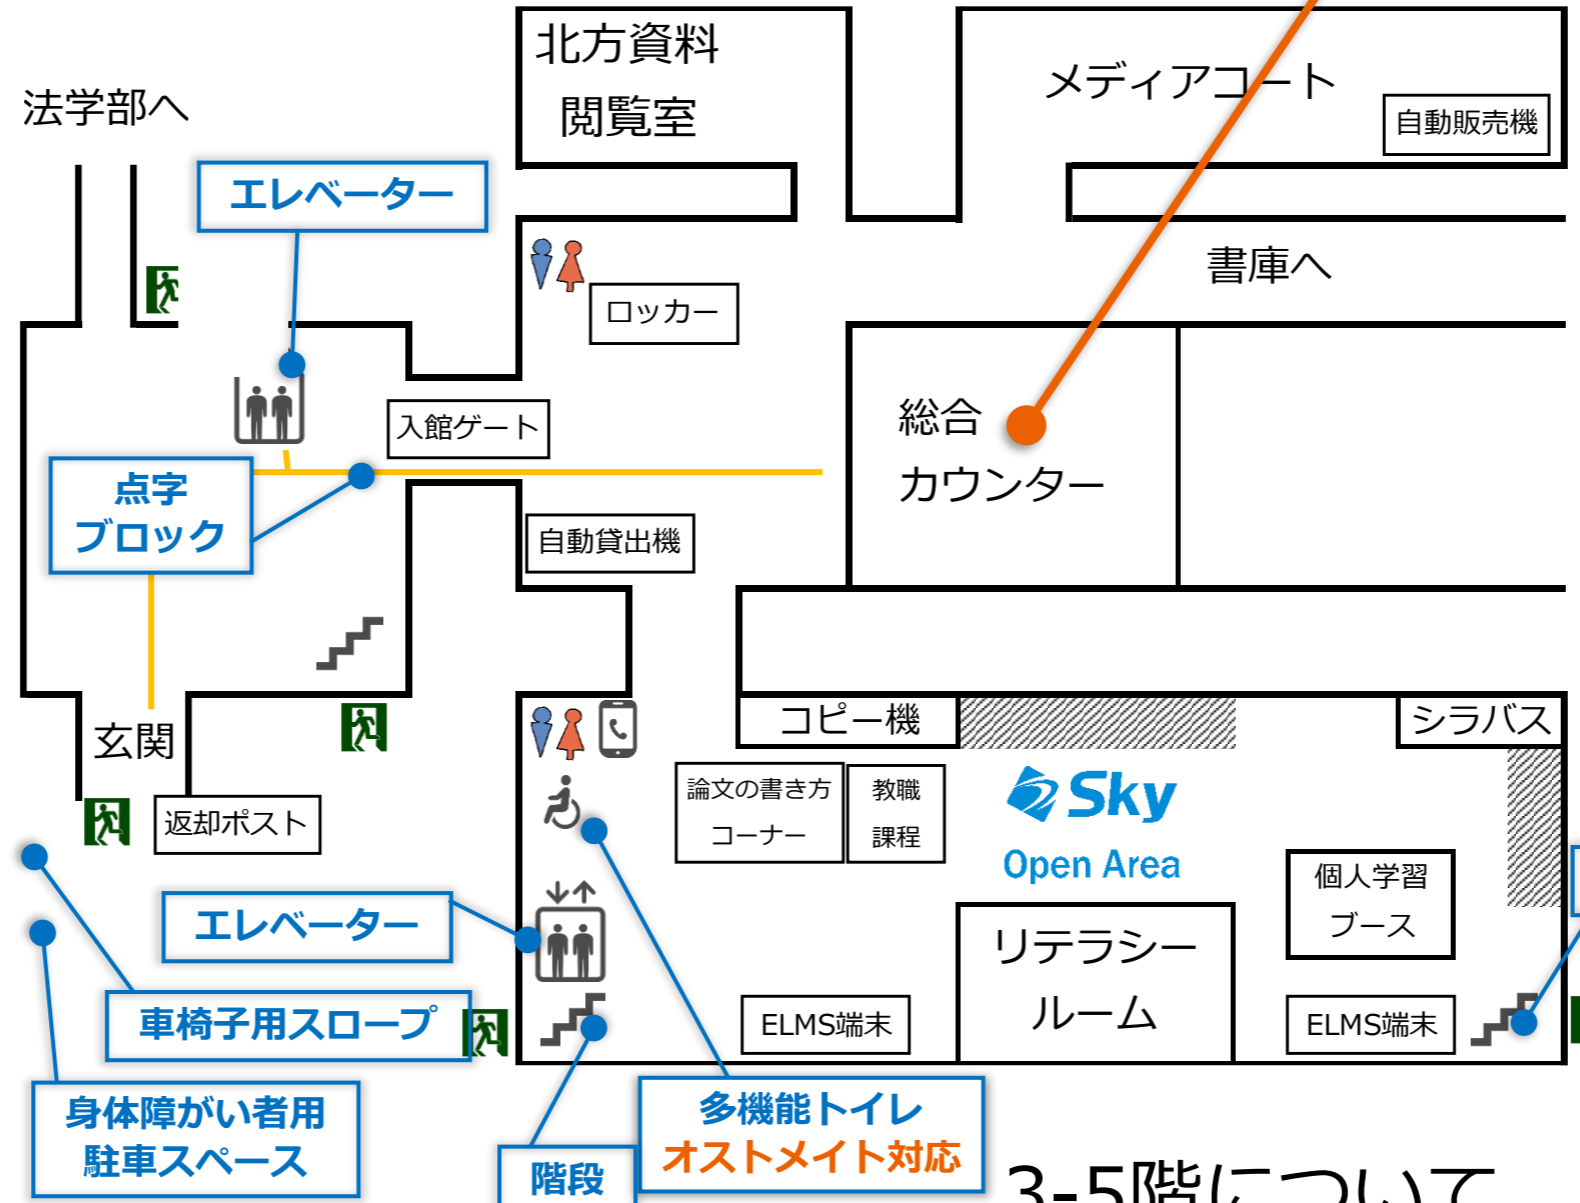 北方資料
閲覧室
メディアコート
自動販売機
法学部へ
エレベーター
書庫へ
ロッカー
入館ゲート
総合
カウンター
点字
ブロック
自動貸出機
玄関
コピー機
シラバス
返却ポスト
論文の書き方
コーナー
教職
課程
Sky
Open Area
個人学習
ブース
エレベーター
リテラシー
ルーム
車椅子用スロープ
ELMS端末
ELMS端末
身体障がい者用
駐車スペース
多機能トイレ
オストメイト対応
階段
3-5階について